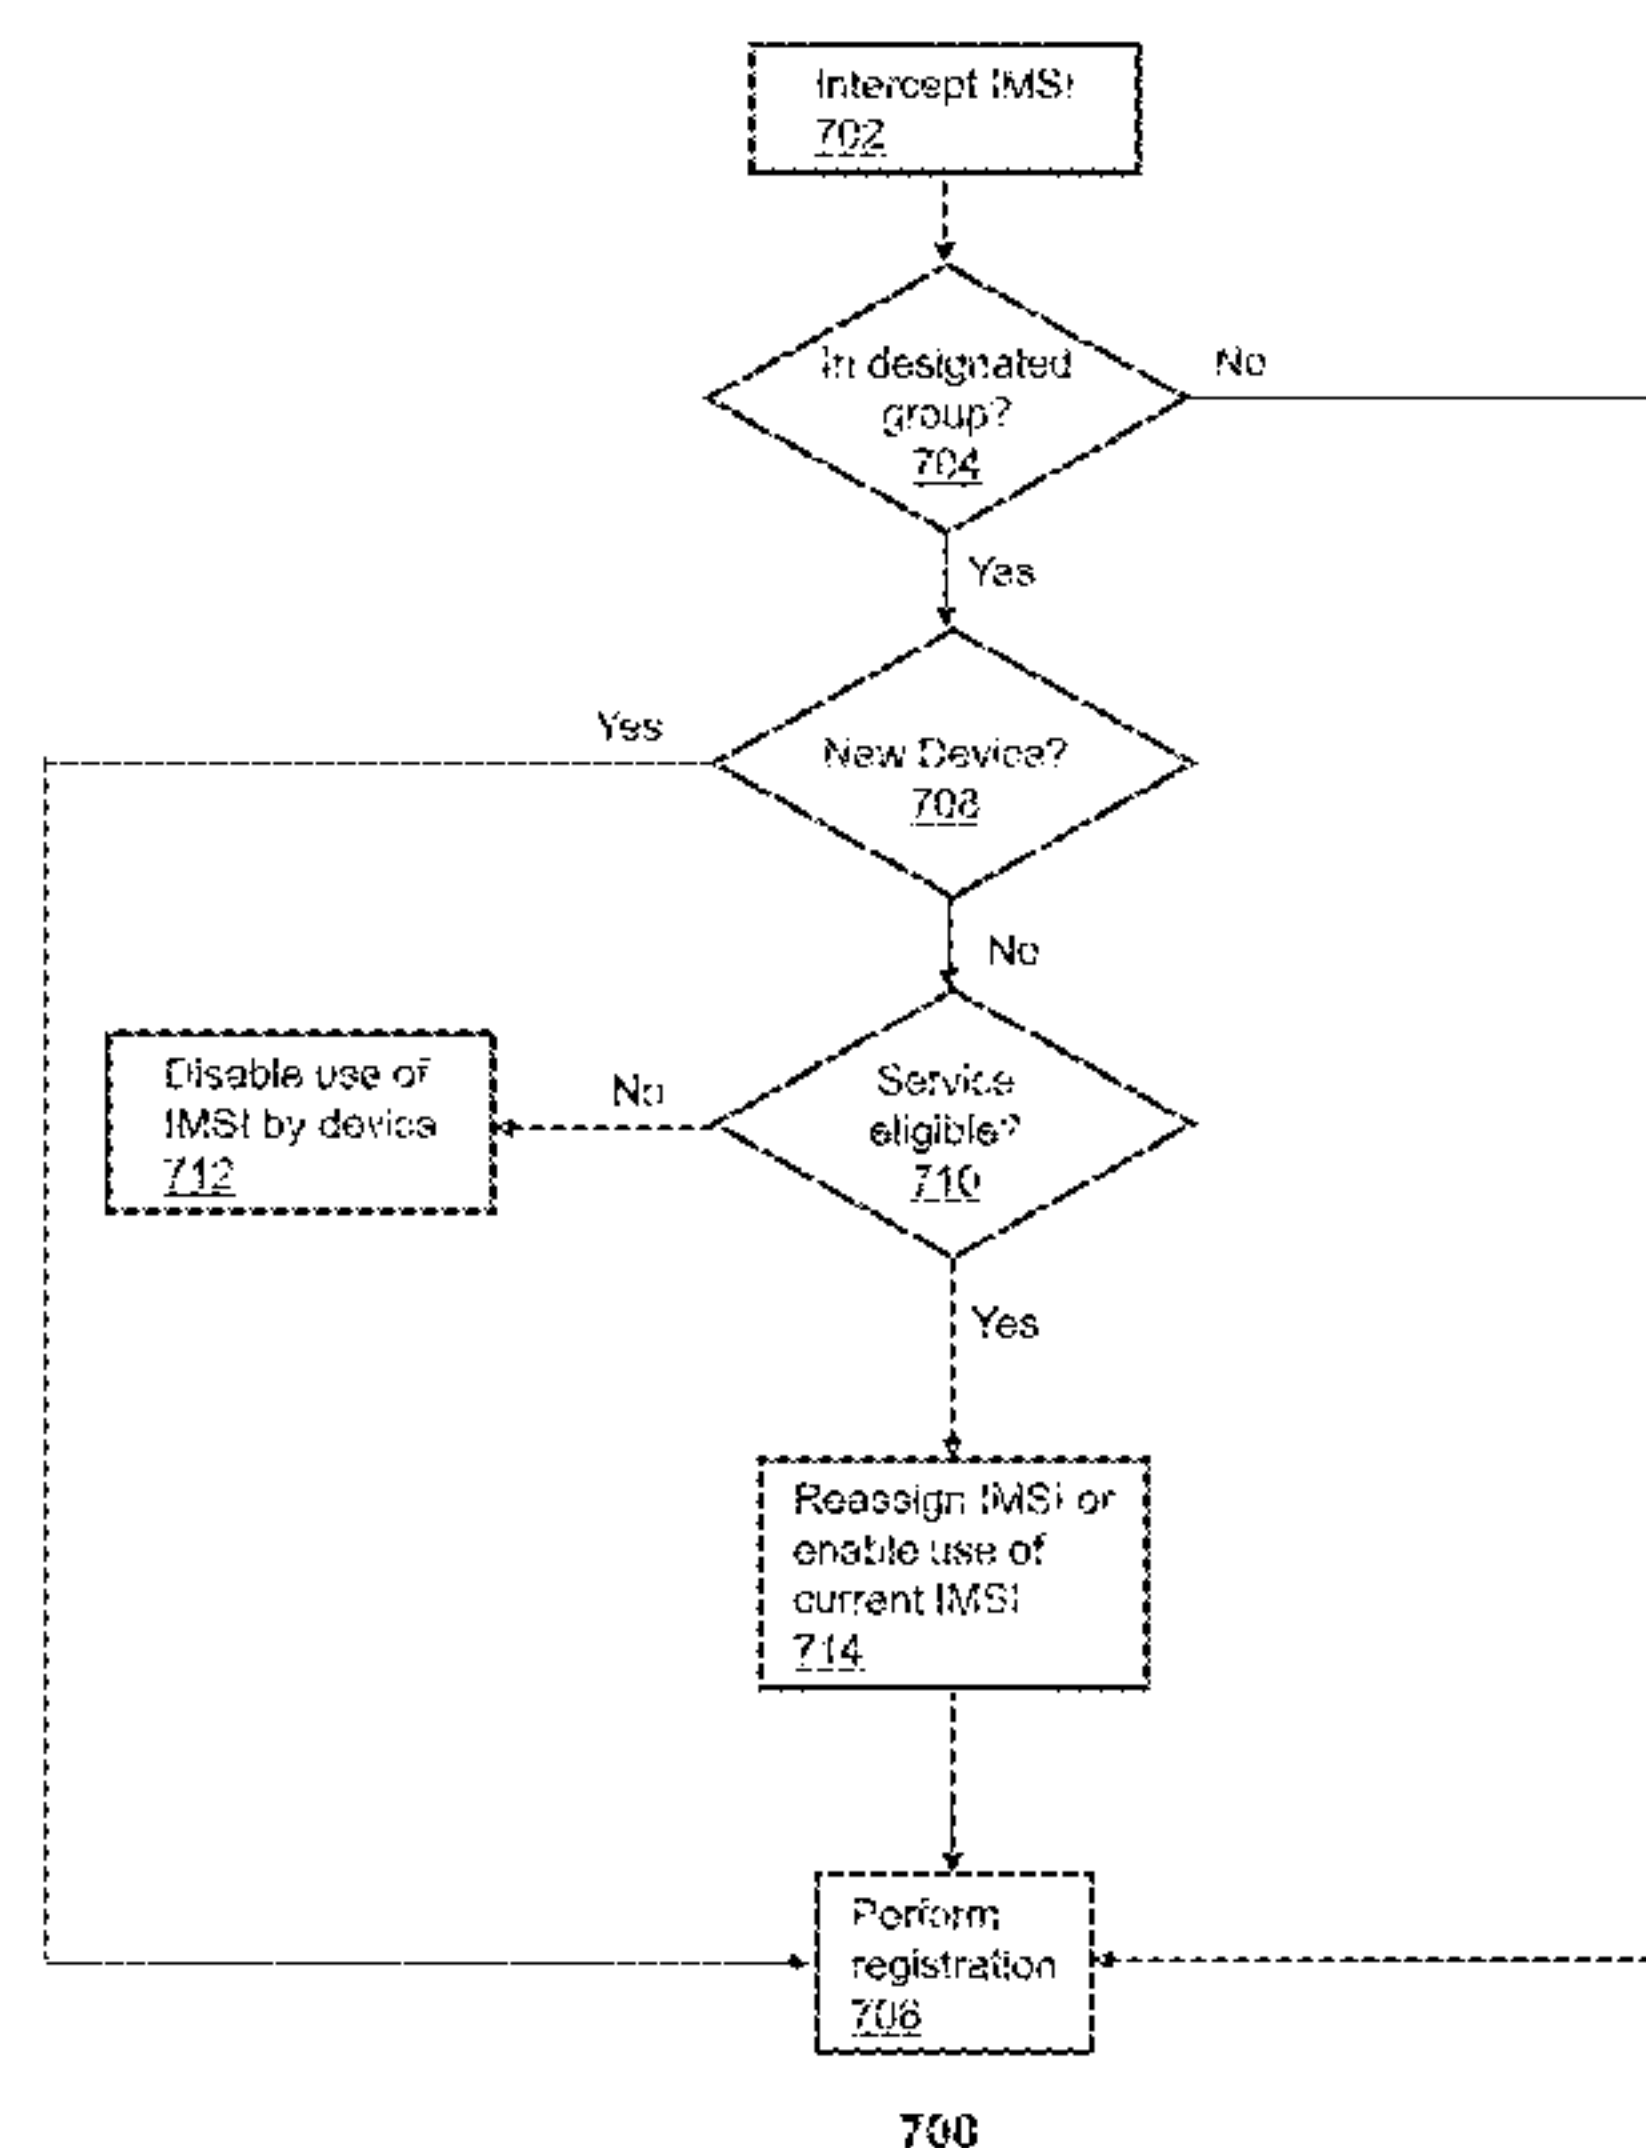 Intercept IMSI
702
In designated
group?
704
No
Yes
Yes
New Device?
708
No
Disable use of
IMSI by device
712
No
Service
eligible?
710
Yes
Reassign IMSI or
enable use of
current IMSI
714
Perform
registration
706
700